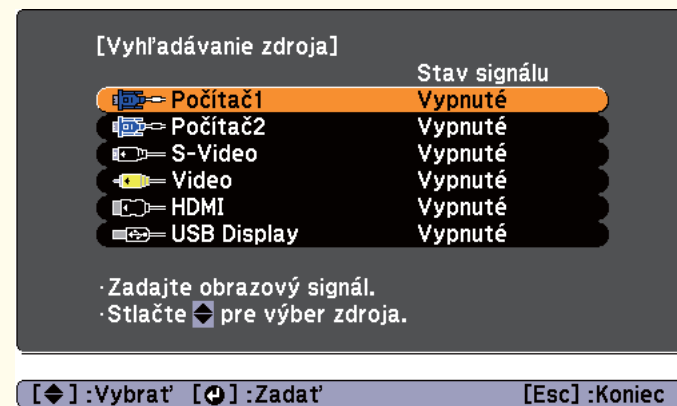 [Vyhľadávanie zdroja]
Stav signálu
Počítač1 Vypnuté
Počítač2 Vypnuté
S-Video Vypnuté
Video Vypnuté
HDMI Vypnuté
USB Display Vypnuté
·Zadajte obrazový signál.
·Stlačte pre výber zdroja.
[ ] :Vybrať [ ] :Zadať [Esc] :Koniec